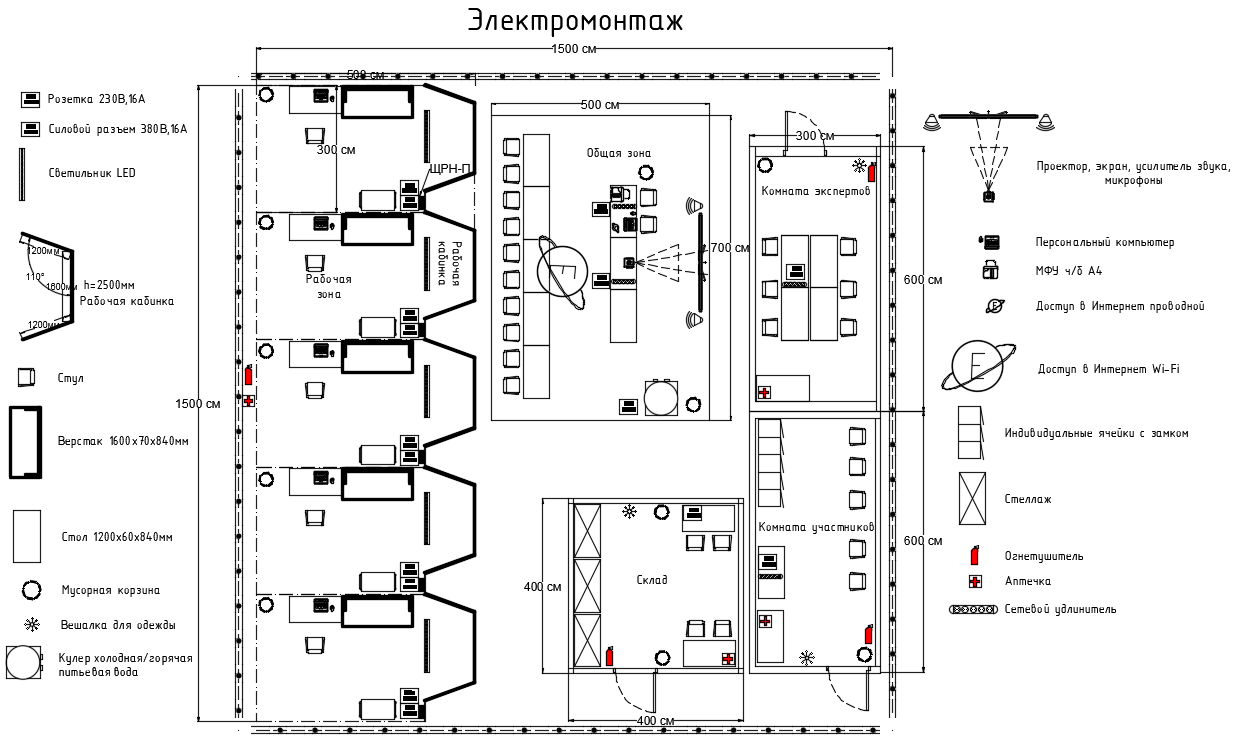 Электромонтаж
1500 см
500 см
500 см
300 см
300 см
Розетка 230В,16А
Силовой разъем 380В,16А
Светильник LED
1200мм
110°
1600мм
h=2500мм
Рабочая кабинка
1200мм
Стул
Верстак 1600х70х840мм
Стол 1200х60х840мм
Мусорная корзина
Вешалка для одежды
Кулер холодная/горячая
питьевая вода
1500 см
ЩРН-П
Рабочая
зона
Рабочая
кабинка
Общая зона
700 см
Комната экспертов
600 см
Комната участников
600 см
Склад
400 см
400 см
Проектор, экран, усилитель звука,
микрофоны
Персональный компьютер
МФУ ч/б А4
Доступ в Интернет проводной
E
E
Доступ в Интернет Wi-Fi
Индивидуальные ячейки с замком
Стеллаж
Огнетушитель
Аптечка
Сетевой удлинитель